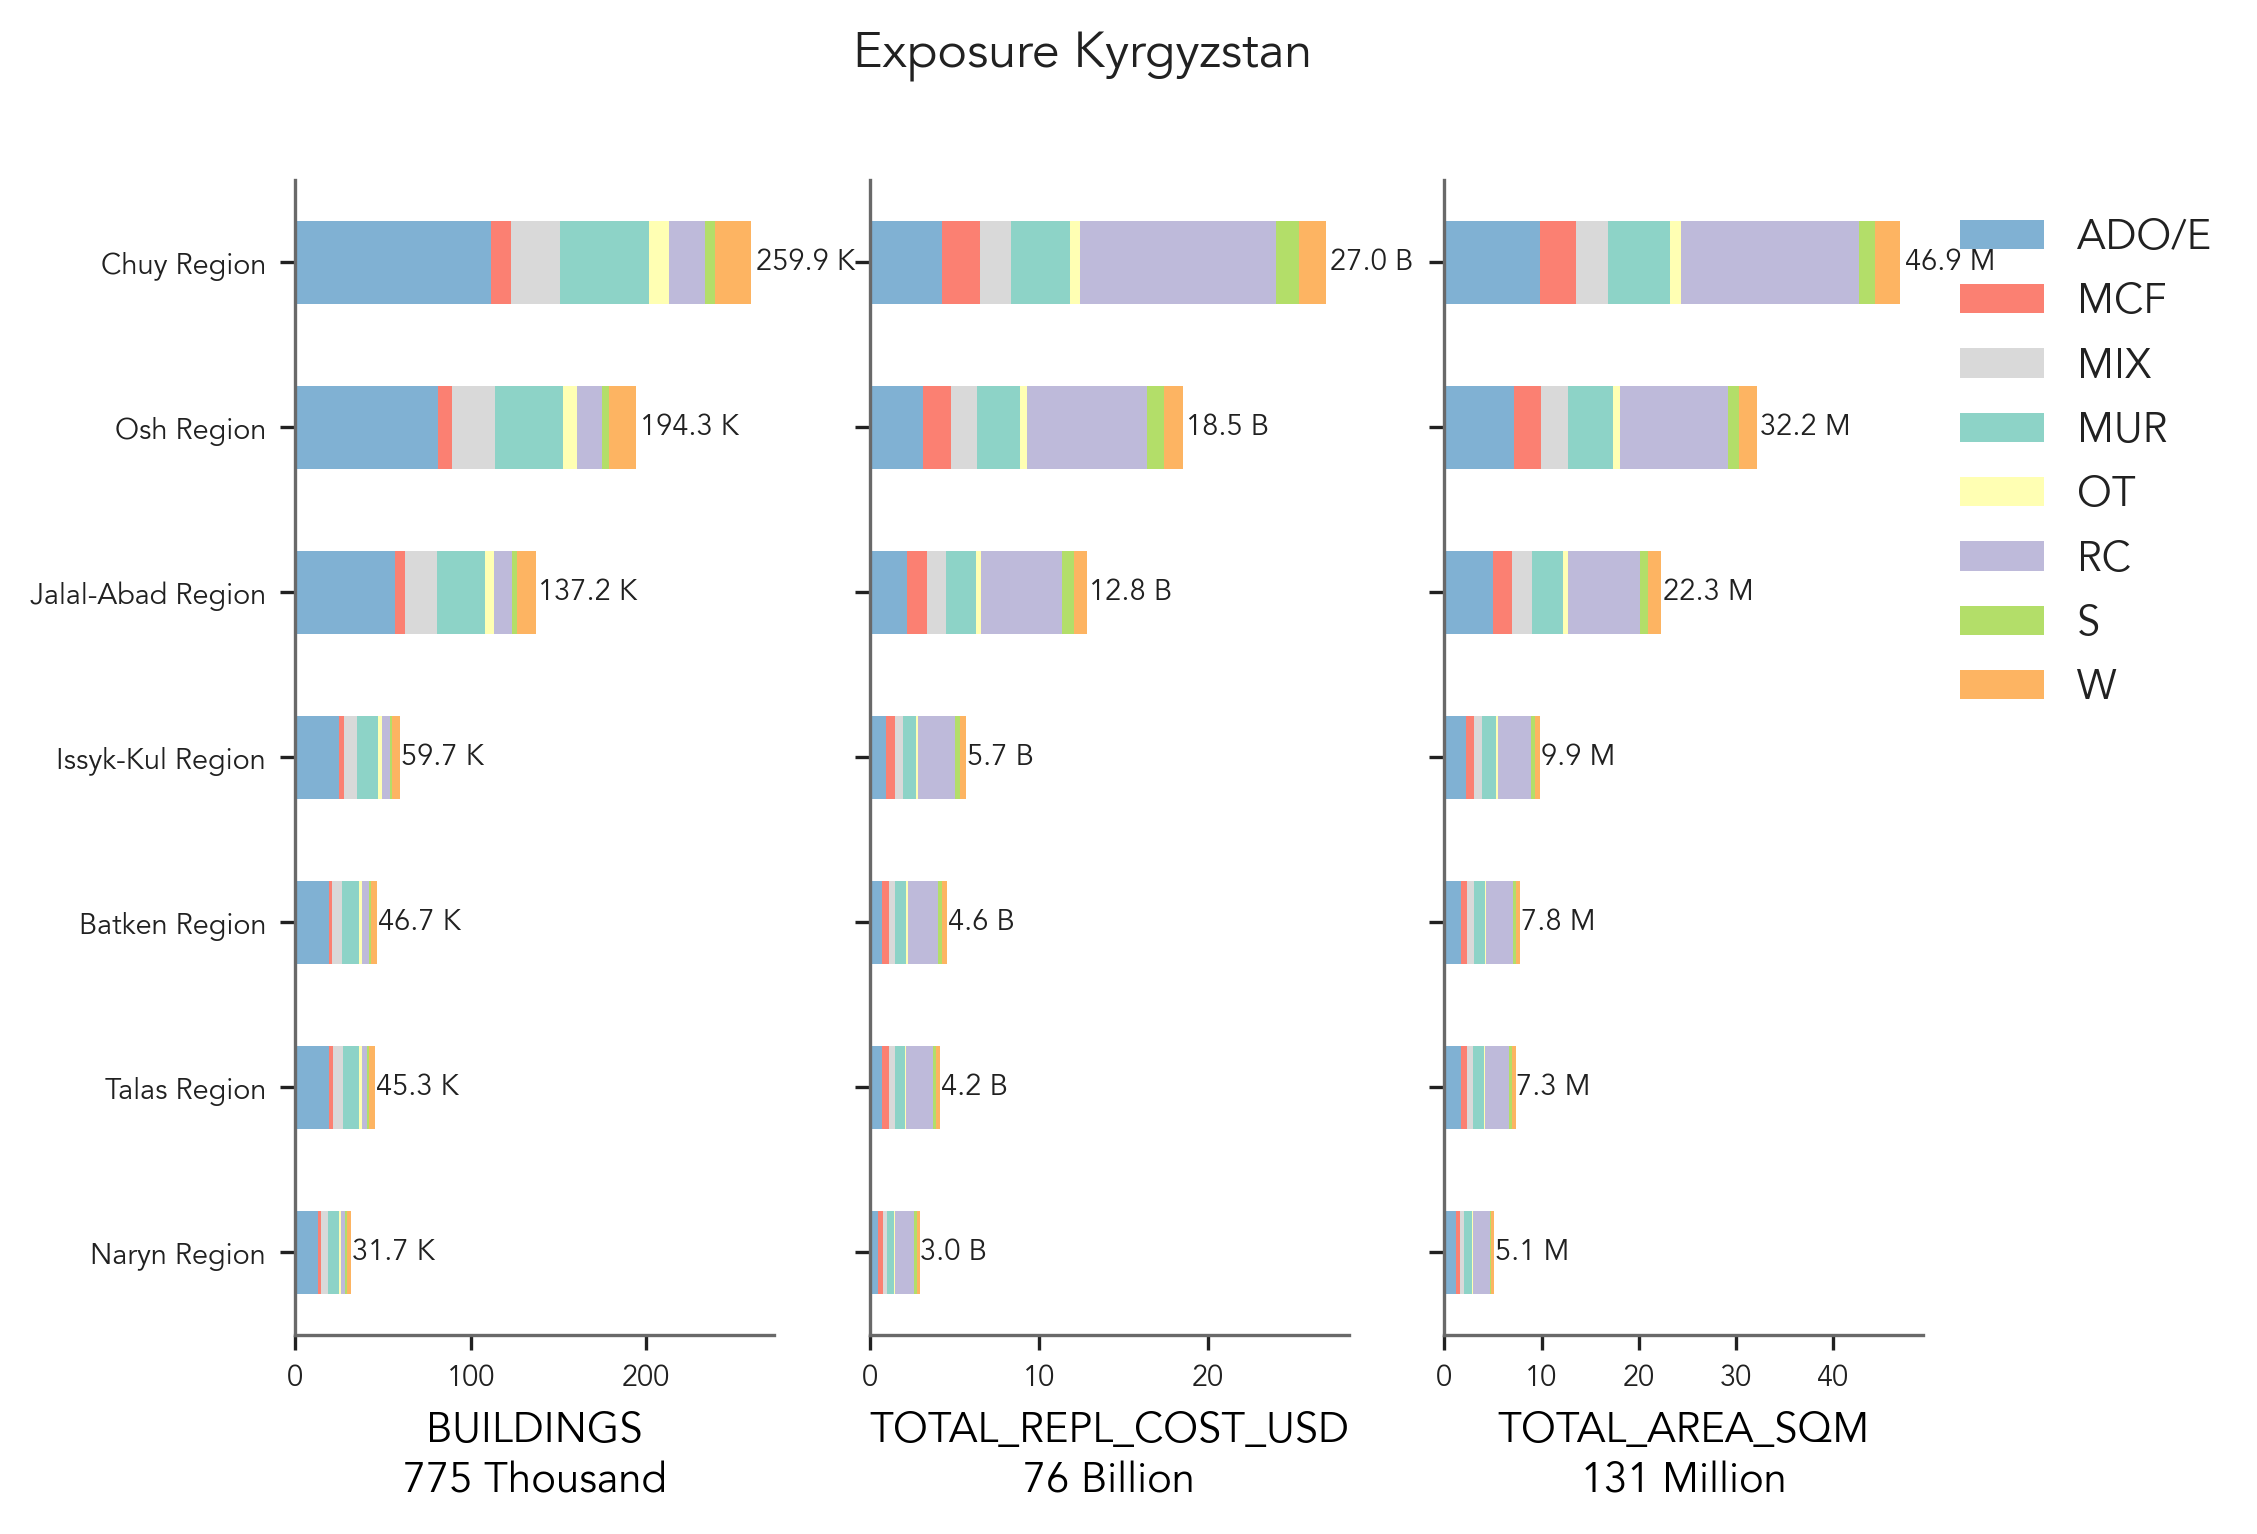 Exposure Kyrgyzstan
Chuy Region
259.9 K
27.0 B
46.9 M
Osh Region
194.3 K
18.5 B
32.2 M
Jalal-Abad Region
137.2 K
12.8 B
22.3 M
Issyk-Kul Region
59.7 K
5.7 B
9.9 M
Batken Region
46.7 K
4.6 B
7.8 M
Talas Region
45.3 K
4.2 B
7.3 M
Naryn Region
31.7 K
3.0 B
5.1 M
0 100 200
BUILDINGS
775 Thousand
0 10 20
TOTAL_REPL_COST_USD
76 Billion
0 10 20 30 40
TOTAL_AREA_SQM
131 Million
ADO/E
MCF
MIX
MUR
OT
RC
S
W